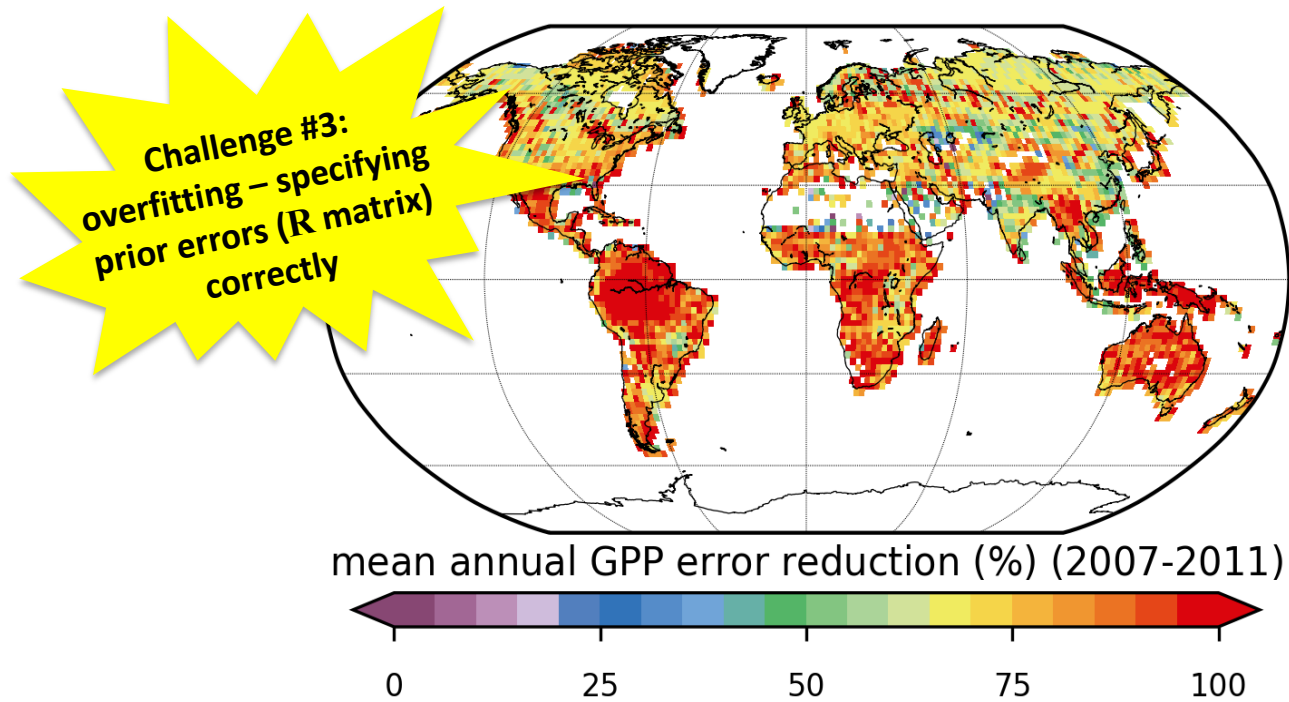 Challenge #3:
overfitting – specifying
prior errors (R matrix)
correctly
mean annual GPP error reduction (%) (2007-2011)
0 25 50 75 100